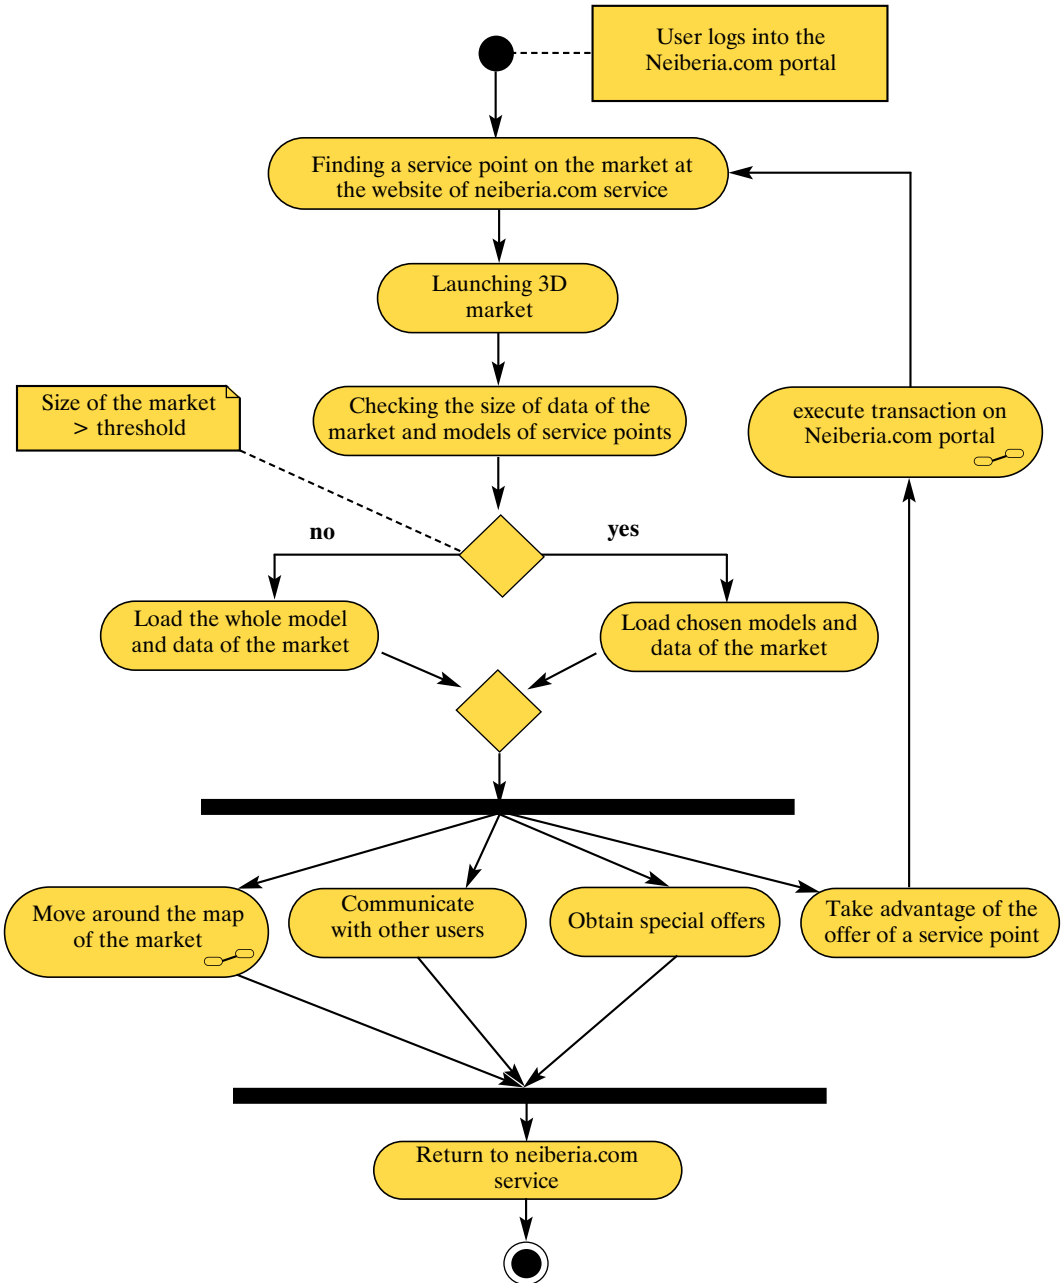 User logs into the
Neiberia.com portal
Finding a service point on the market at
the website of neiberia.com service
Launching 3D
market
Size of the market
> threshold
Checking the size of data of the
market and models of service points
execute transaction on
Neiberia.com portal
no
yes
Load the whole model
and data of the market
Load chosen models and
data of the market
Move around the map
of the market
Communicate
with other users
Obtain special offers
Take advantage of the
offer of a service point
Return to neiberia.com
service